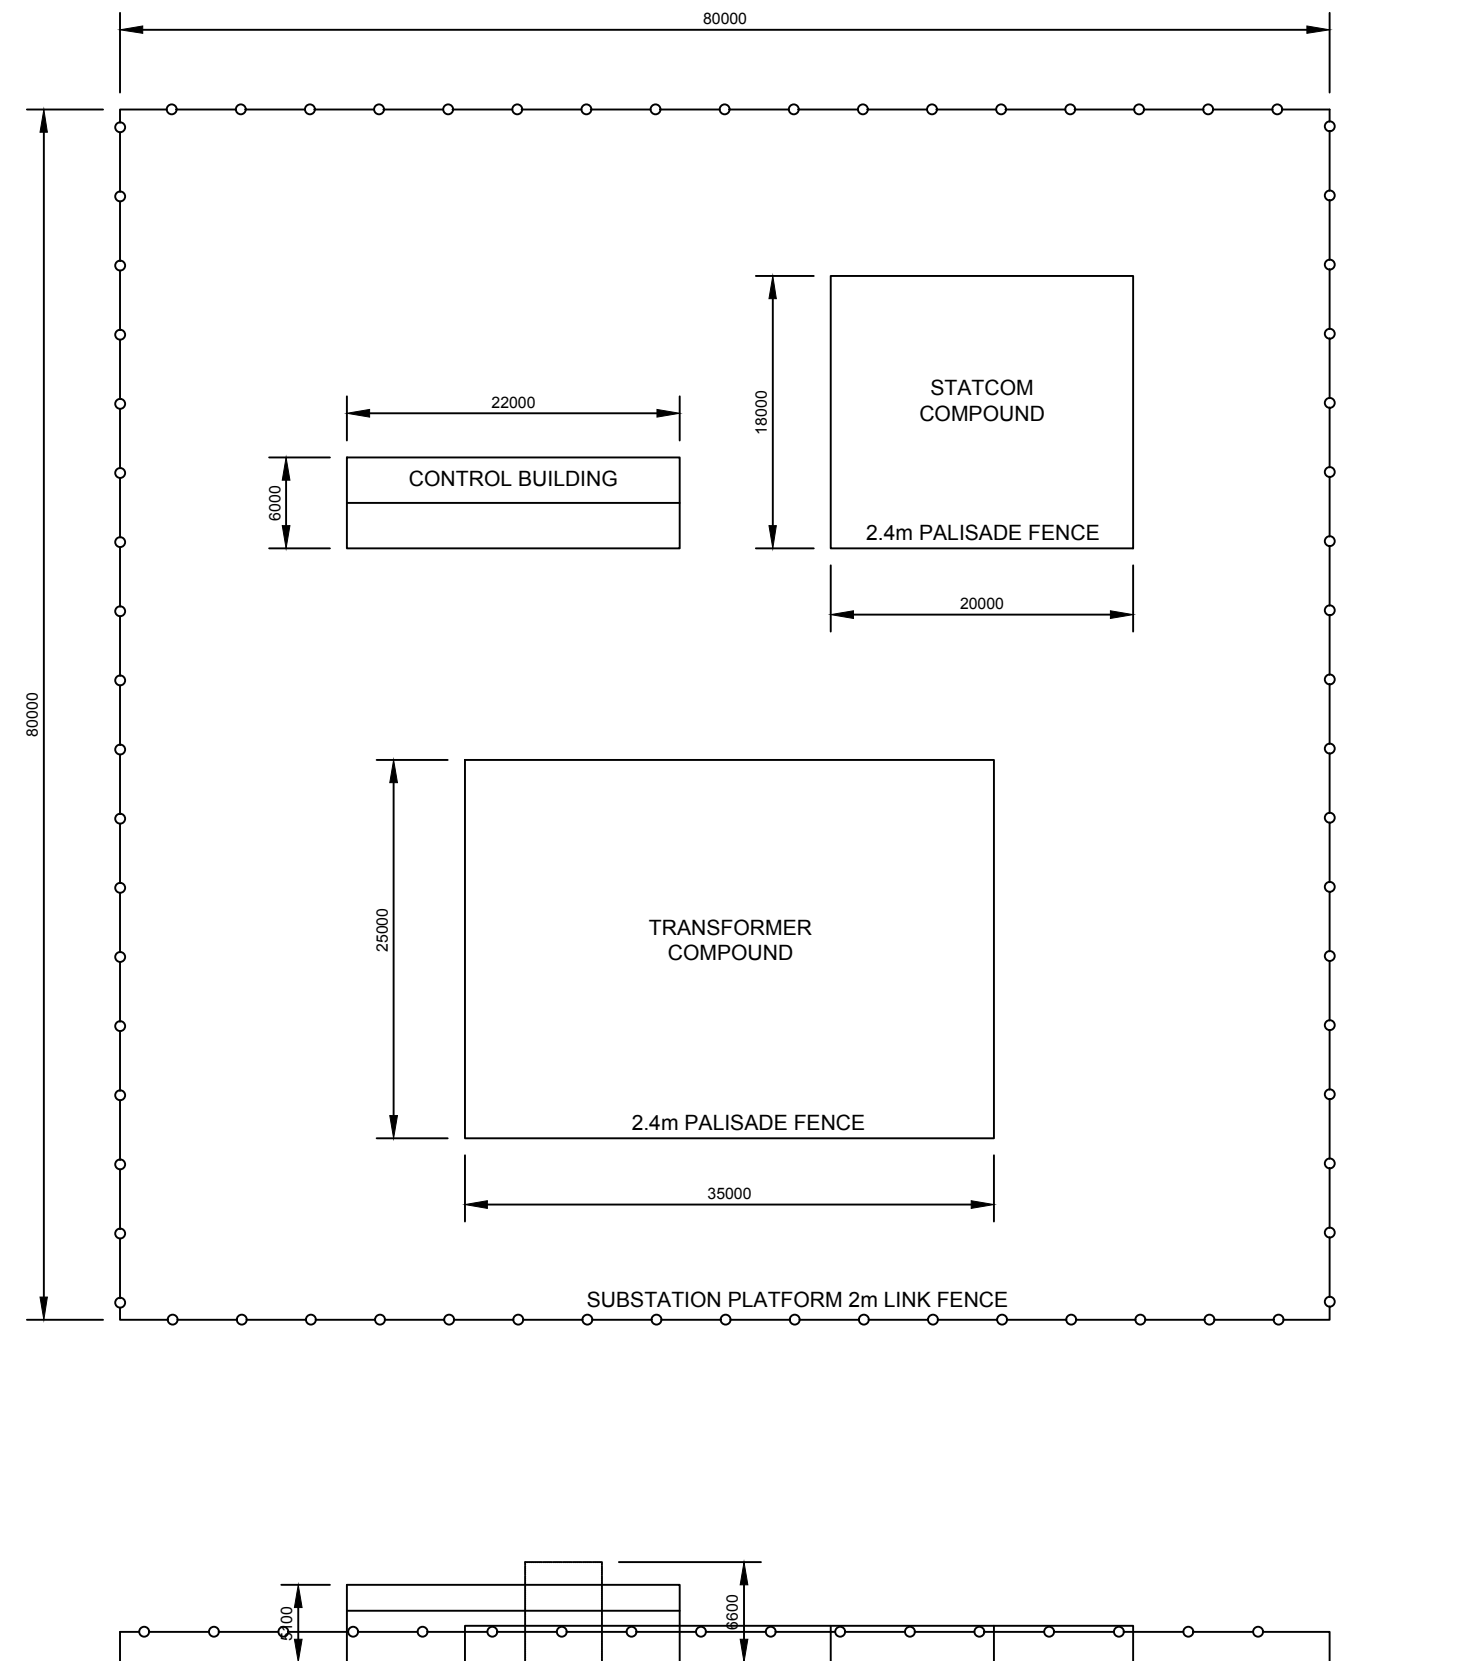 80000
80000
22000
6000
CONTROL BUILDING
18000
STATCOM
COMPOUND
2.4m PALISADE FENCE
20000
25000
TRANSFORMER
COMPOUND
2.4m PALISADE FENCE
35000
SUBSTATION PLATFORM 2m LINK FENCE
5100
6600